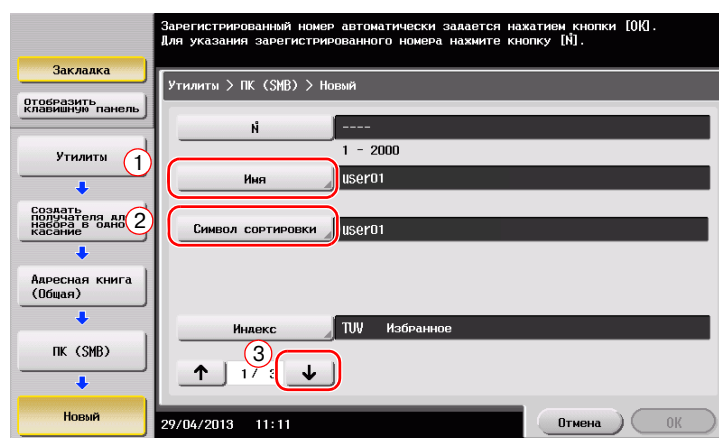 Зарегистрированный номер автоматически задается нажатием кнопки [OK].
Для указания зарегистрированного номера нажмите кнопку [№].
Закладка
Отобразить
клавишную панель
Утилиты
1
Создать
получателя дл
набора в одно
касание
2
Адресная книга
(Общая)
ПК (SMB)
Новый
Утилиты > ПК (SMB) > Новый
№ ----
1 - 2000
Имя user01
Символ сортировки user01
Индекс TUV Избранное
3
↑ 1/ 3 ↓
29/04/2013 11:11
Отмена OK